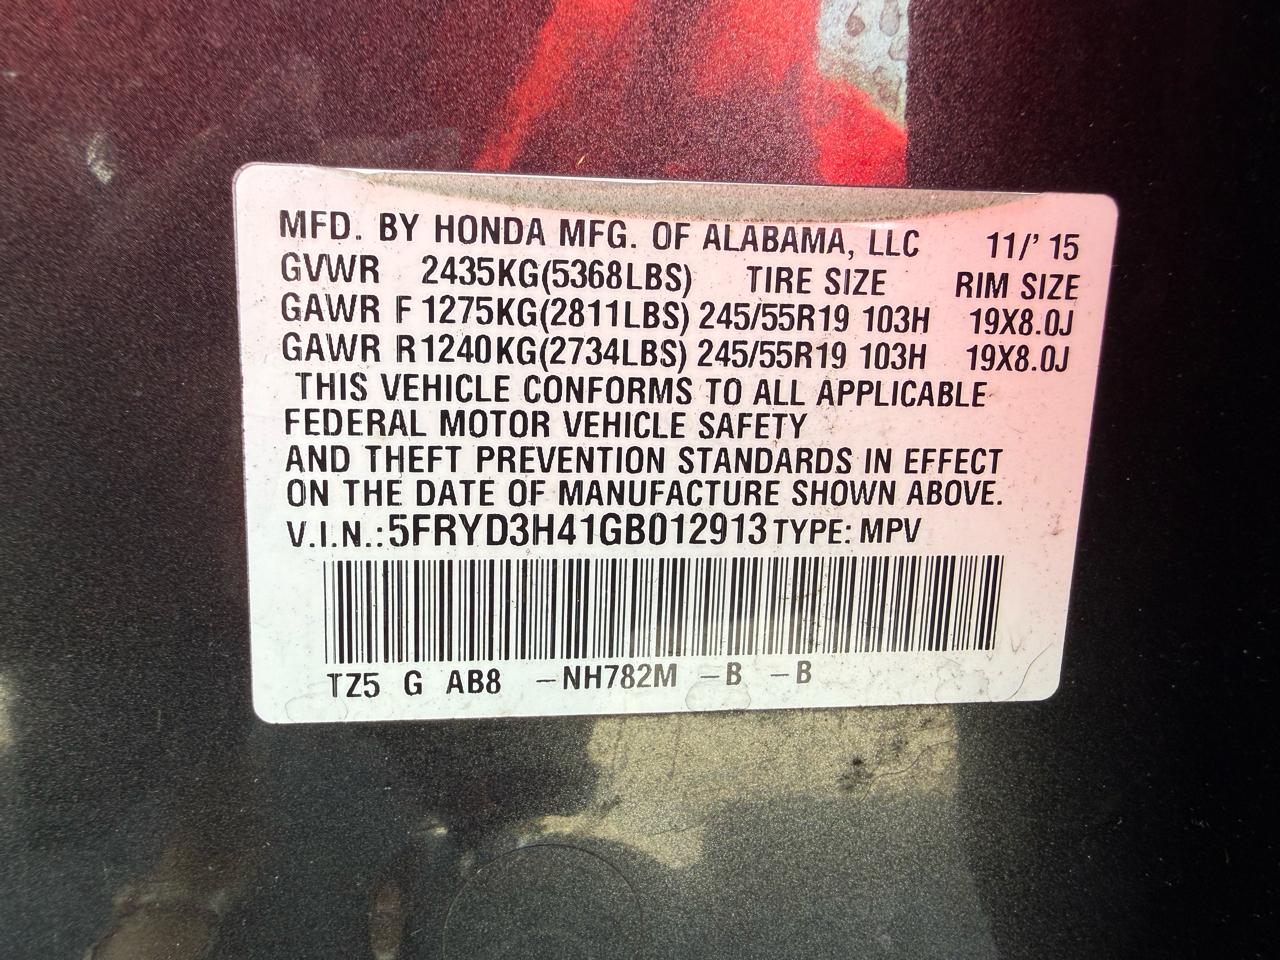 MFD. BY HONDA MFG. OF ALABAMA, LLC 11/' 15
GVWR 2435KG(5368LBS) TIRE SIZE RIM SIZE
GAWR F 1275KG(2811LBS) 245/55R19 103H 19X8.0J
GAWR R 1240KG(2734LBS) 245/55R19 103H 19X8.0J
THIS VEHICLE CONFORMS TO ALL APPLICABLE
FEDERAL MOTOR VEHICLE SAFETY
AND THEFT PREVENTION STANDARDS IN EFFECT
ON THE DATE OF MANUFACTURE SHOWN ABOVE.
V.I.N.:5FRYD3H41GB012913 TYPE: MPV
TZ5 G AB8 –NH782M –B –B